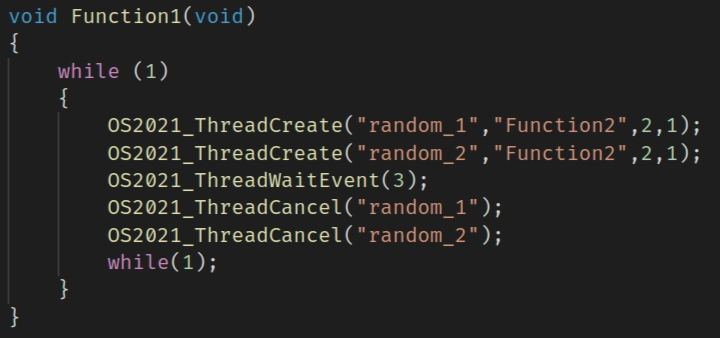 void Function1(void)
{
    while (1)
    {
        OS2021_ThreadCreate("random_1","Function2",2,1);
        OS2021_ThreadCreate("random_2","Function2",2,1);
        OS2021_ThreadWaitEvent(3);
        OS2021_ThreadCancel("random_1");
        OS2021_ThreadCancel("random_2");
        while(1);
    }
}